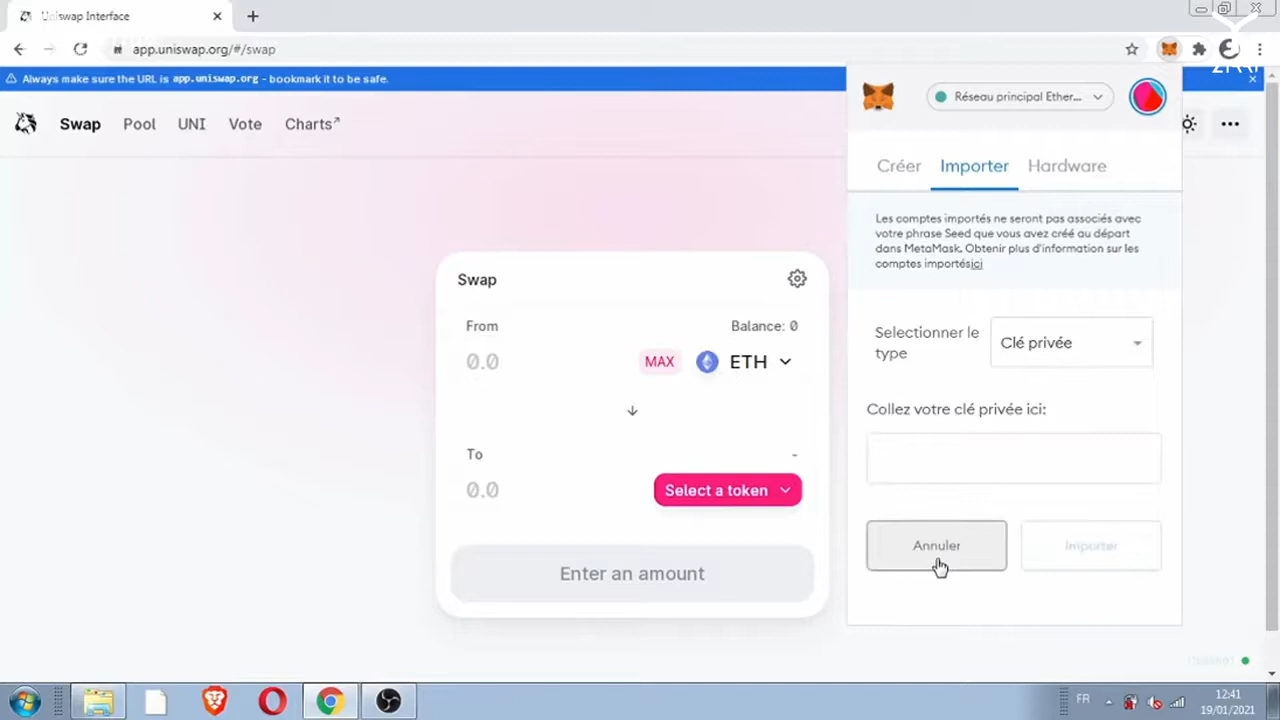 Uniswap Interface
app.uniswap.org/#/swap
Always make sure the URL is app.uniswap.org - bookmark it to be safe.
Swap Pool UNI Vote Charts↗
Réseau principal Ether...
Créer Importer Hardware
Les comptes importés ne seront pas associés avec
votre phrase Seed que vous avez créé au départ
dans MetaMask. Obtenir plus d'information sur les
comptes importésici
Selectionner le
type
Clé privée
Collez votre clé privée ici:
Annuler Importer
Swap
From Balance: 0
0.0 MAX ETH
To -
0.0 Select a token
Enter an amount
FR 12:41
19/01/2021